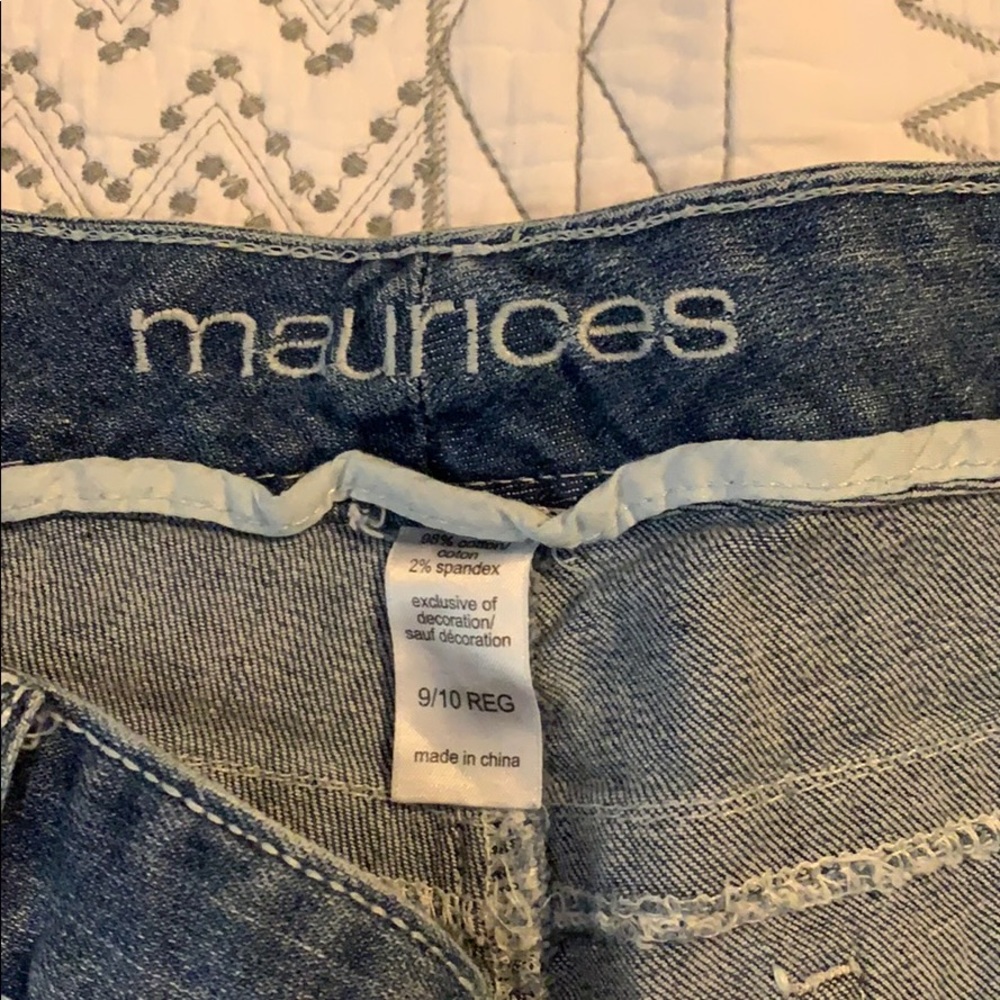 maurices
98% cotton/
coton
2% spandex
exclusive of
decoration/
sauf décoration
9/10 REG
made in china